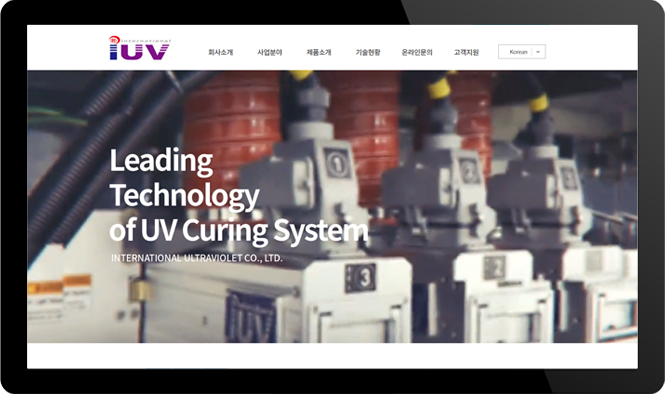 international
iUV
회사소개 사업분야 제품소개 기술현황 온라인문의 고객지원 Korean
Leading
Technology
of UV Curing System
INTERNATIONAL ULTRAVIOLET CO., LTD.
1
2
3
2
iUV